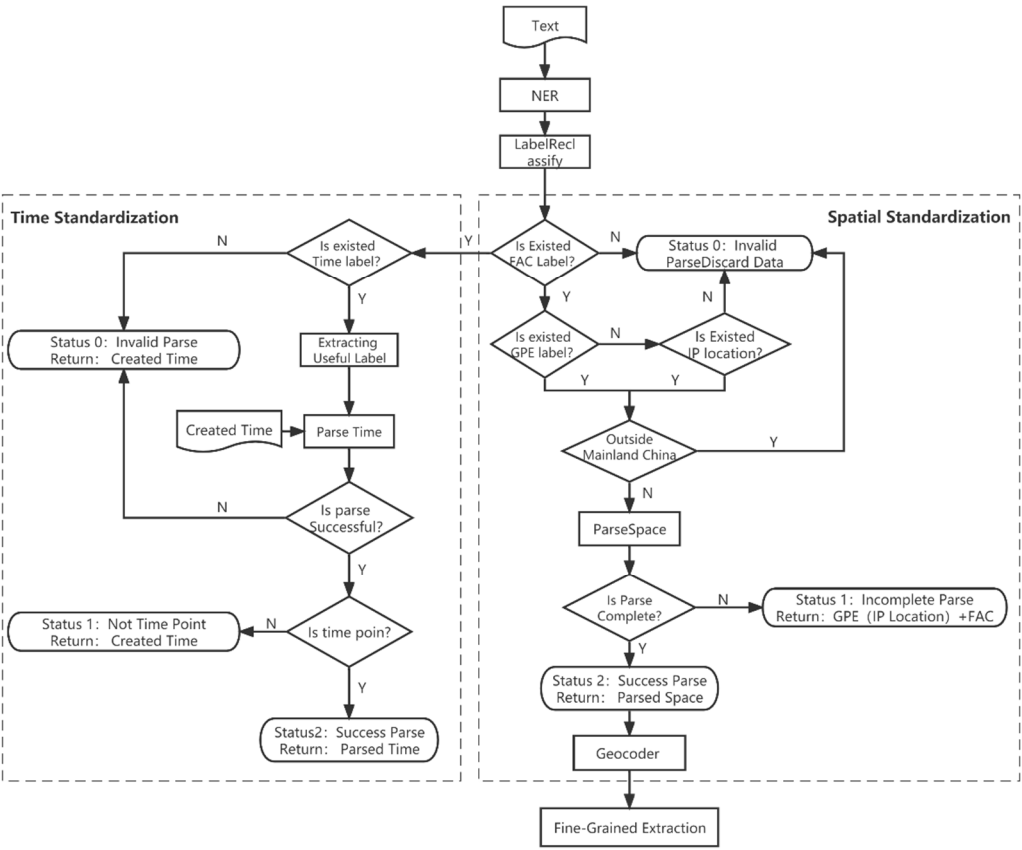 Text
NER
LabelRecl
assify
Time Standardization
Spatial Standardization
Is existed
Time label?
N
Y
Is Existed
FAC Label?
N
Status 0: Invalid
ParseDiscard Data
Y
Y
N
Status 0: Invalid Parse
Return: Created Time
Extracting
Useful Label
Is existed
GPE label?
N
Is Existed
IP location?
Y
Y
Created Time
Parse Time
Outside
Mainland China
Y
N
N
Is parse
Successful?
ParseSpace
Y
Is Parse
Complete?
N
Status 1: Incomplete Parse
Return: GPE (IP Location) +FAC
Status 1: Not Time Point
Return: Created Time
N
Is time poin?
Y
Y
Status 2: Success Parse
Return: Parsed Space
Status2: Success Parse
Return: Parsed Time
Geocoder
Fine-Grained Extraction